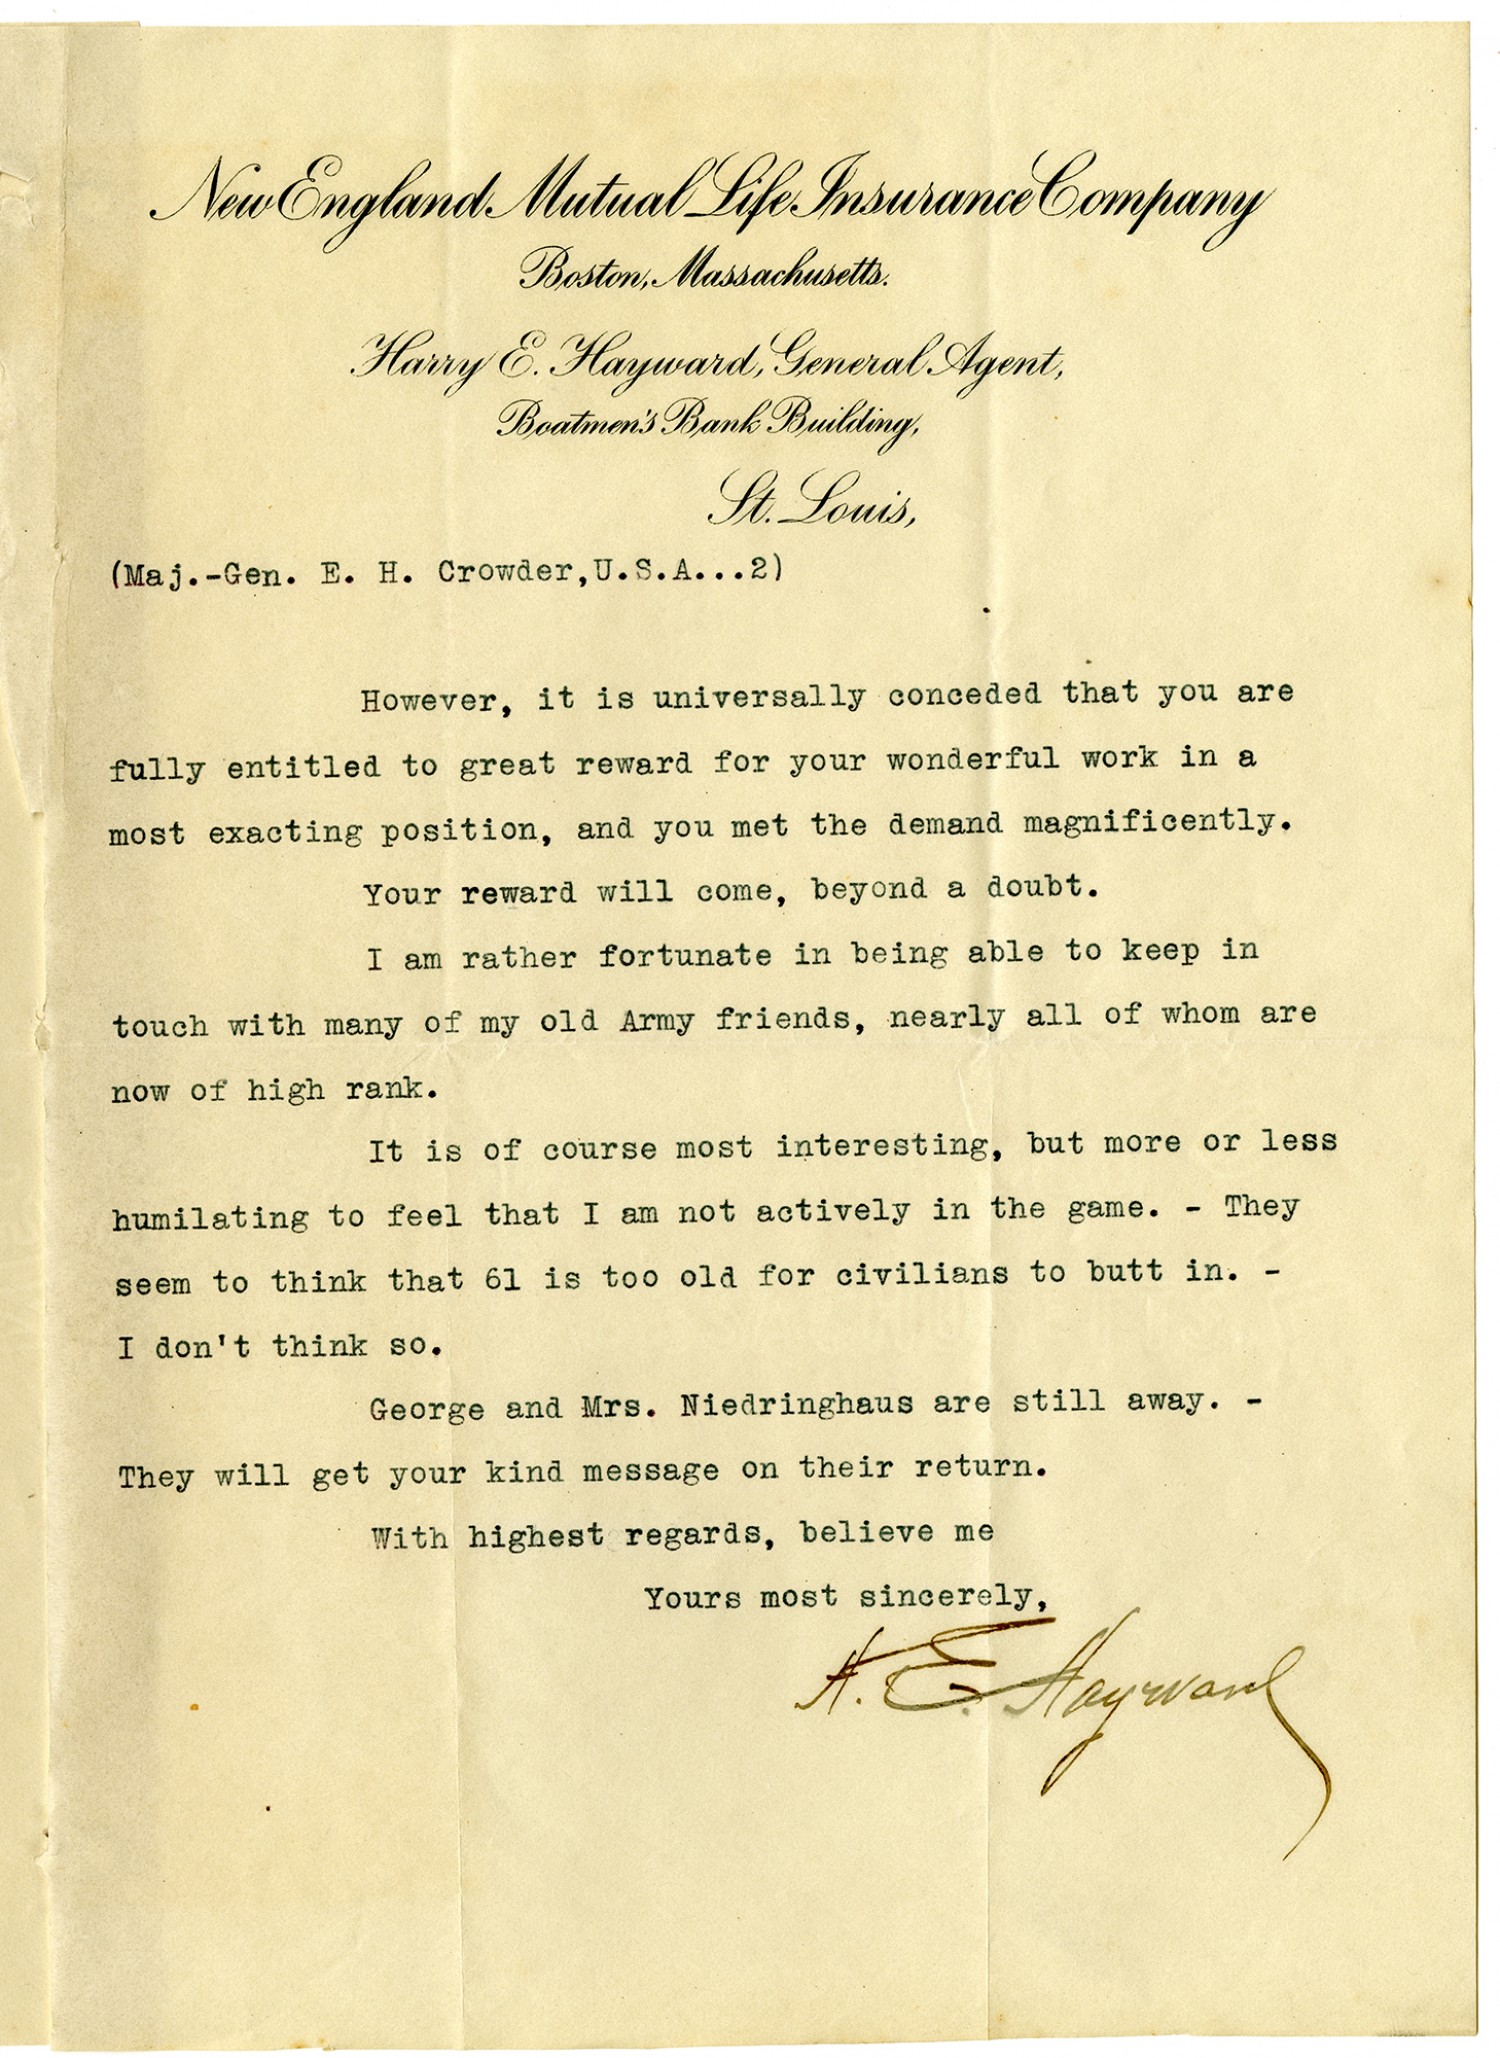 New England Mutual Life Insurance Company
Boston, Massachusetts.
Harry E. Hayward, General Agent,
Boatmen's Bank Building,
St. Louis,
(Maj.-Gen. E. H. Crowder,U.S.A...2)
However, it is universally conceded that you are
fully entitled to great reward for your wonderful work in a
most exacting position, and you met the demand magnificently.
Your reward will come, beyond a doubt.
I am rather fortunate in being able to keep in
touch with many of my old Army friends, nearly all of whom are
now of high rank.
It is of course most interesting, but more or less
humilating to feel that I am not actively in the game. - They
seem to think that 61 is too old for civilians to butt in. -
I don't think so.
George and Mrs. Niedringhaus are still away. -
They will get your kind message on their return.
With highest regards, believe me
Yours most sincerely,
H. E. Hayward